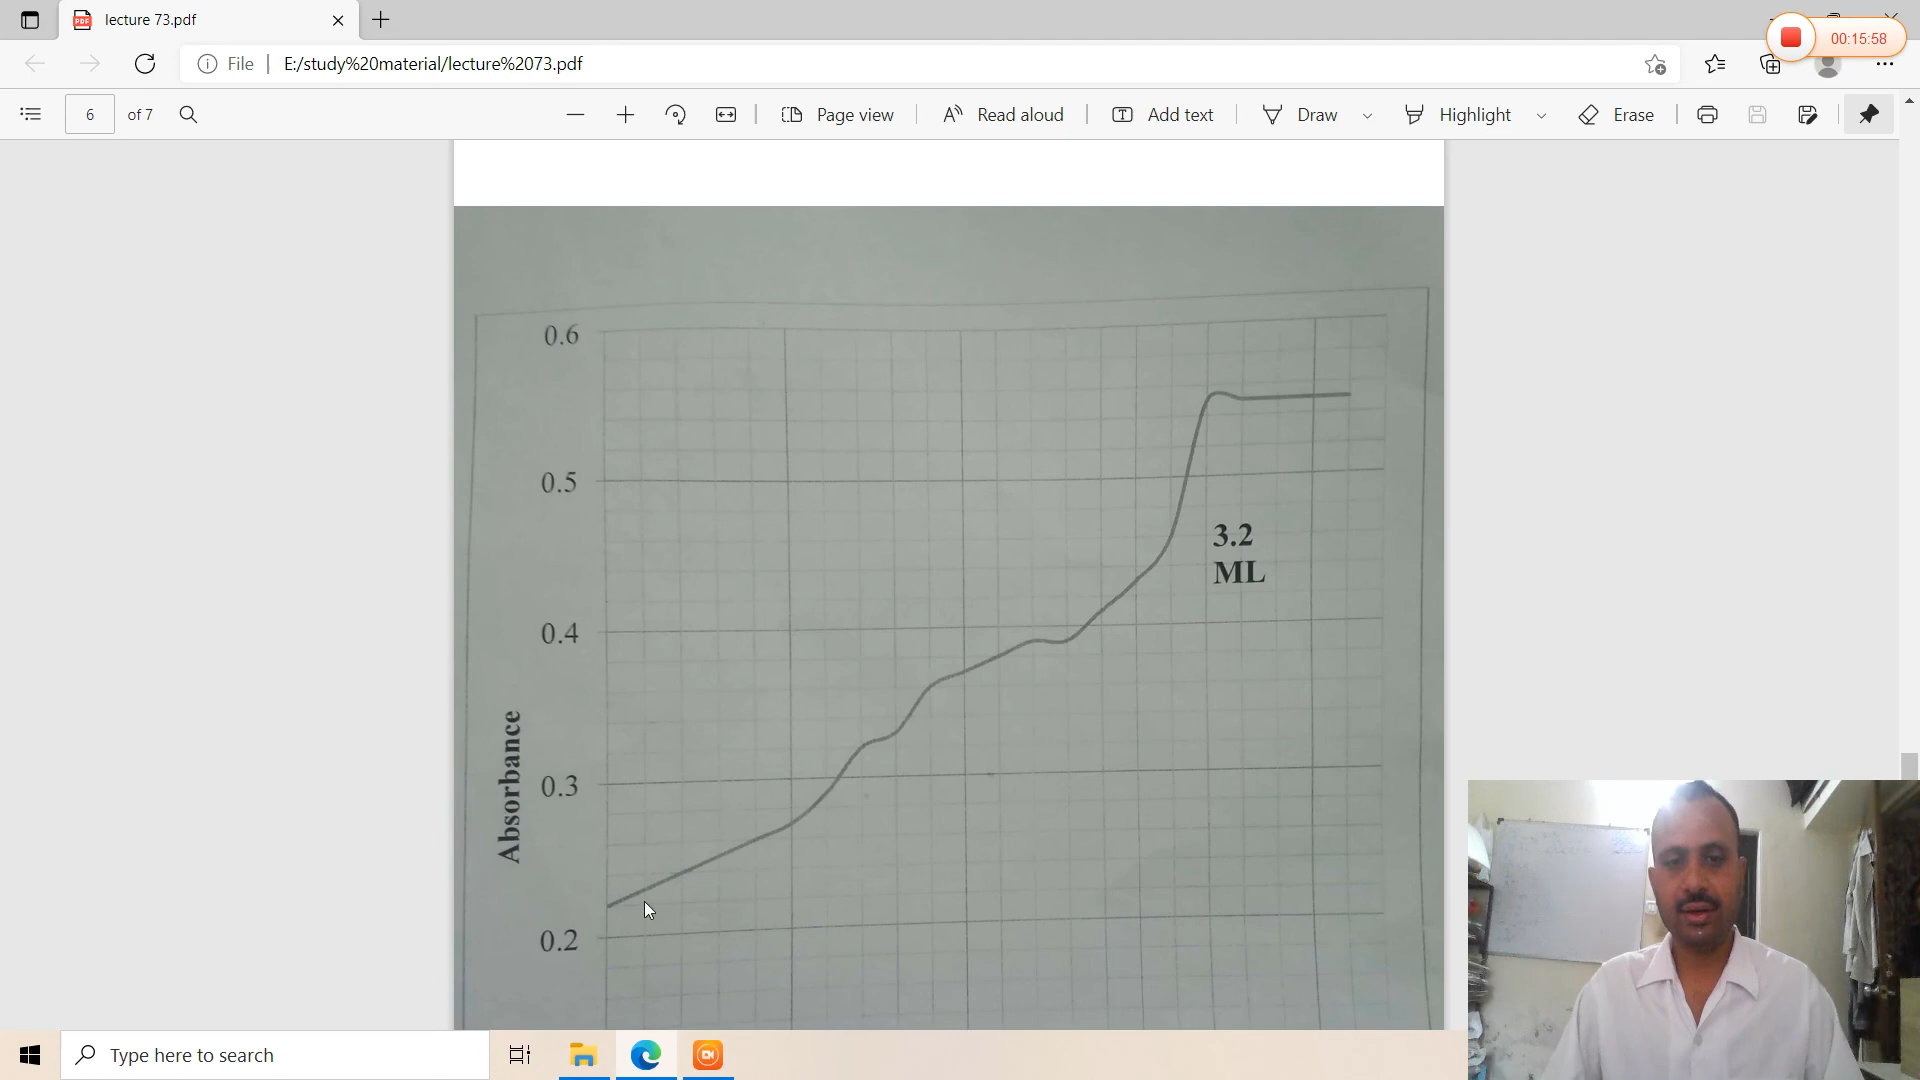 lecture 73.pdf
00:15:58
File
E:/study%20material/lecture%2073.pdf
6 of 7
Page view
Read aloud
Add text
Draw
Highlight
Erase
0.6
0.5
3.2
ML
0.4
0.3
Absorbance
0.2
Type here to search